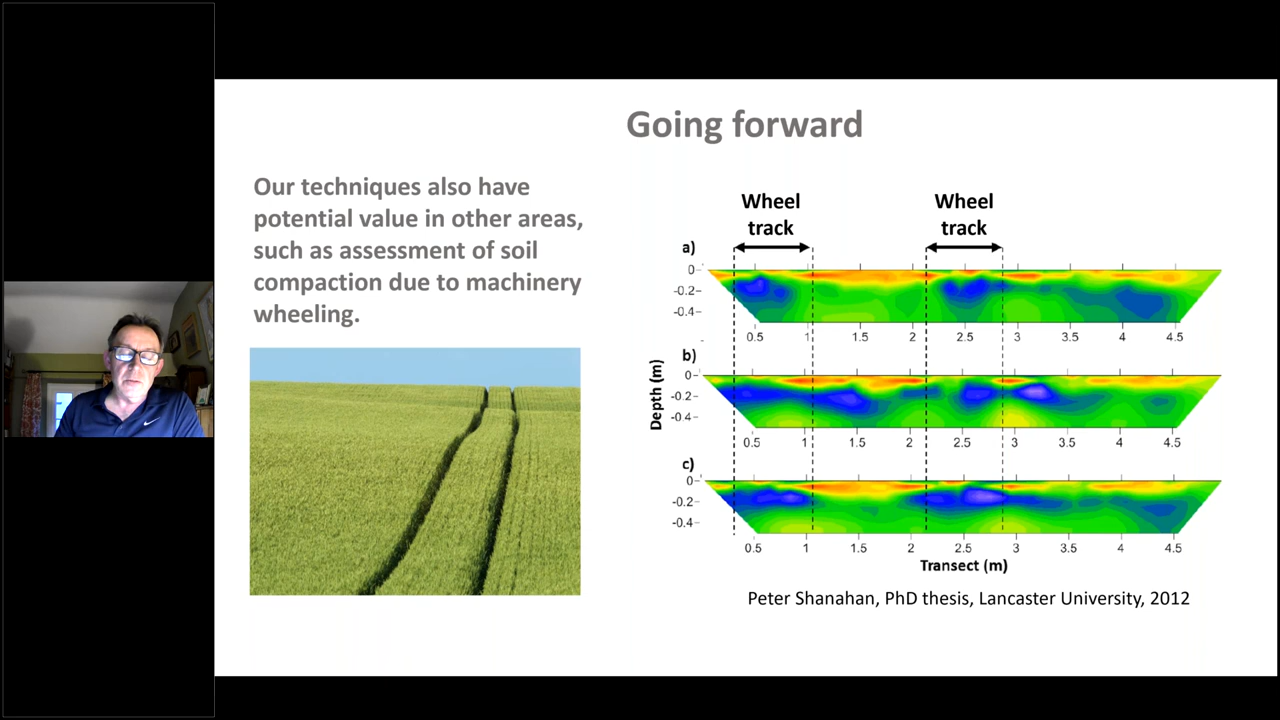 Going forward
Our techniques also have
potential value in other areas,
such as assessment of soil
compaction due to machinery
wheeling.
Wheel
track
Wheel
track
a)
0
-0.2
-0.4
0.5 1 1.5 2 2.5 3 3.5 4 4.5
b)
0
-0.2
-0.4
0.5 1 1.5 2 2.5 3 3.5 4 4.5
c)
0
-0.2
-0.4
0.5 1 1.5 2 2.5 3 3.5 4 4.5
Depth (m)
Transect (m)
Peter Shanahan, PhD thesis, Lancaster University, 2012